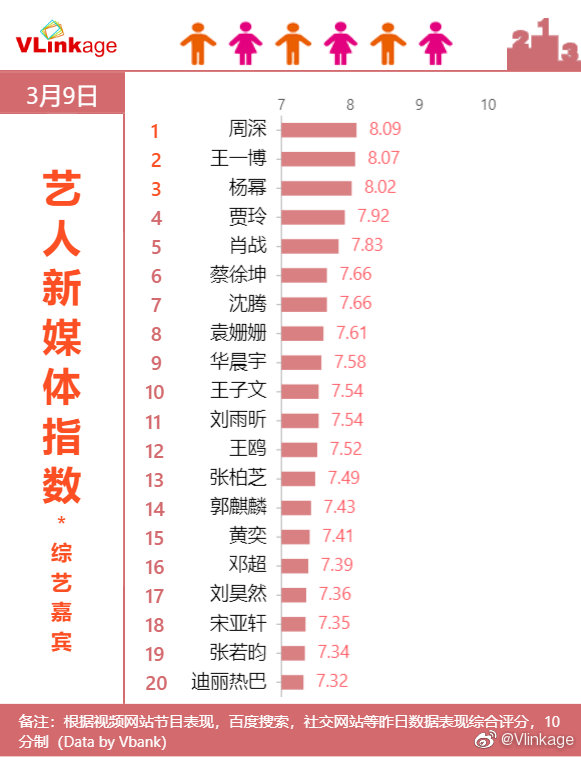 VLinkage
1
2
3
3月9日
艺人新媒体指数
*
综艺嘉宾
7 8 9 10
1 周深 8.09
2 王一博 8.07
3 杨幂 8.02
4 贾玲 7.92
5 肖战 7.83
6 蔡徐坤 7.66
7 沈腾 7.66
8 袁姗姗 7.61
9 华晨宇 7.58
10 王子文 7.54
11 刘雨昕 7.54
12 王鸥 7.52
13 张柏芝 7.49
14 郭麒麟 7.43
15 黄奕 7.41
16 邓超 7.39
17 刘昊然 7.36
18 宋亚轩 7.35
19 张若昀 7.34
20 迪丽热巴 7.32
备注：根据视频网站节目表现，百度搜索，社交网站等昨日数据表现综合评分，10
分制（Data by Vbank）
@Vlinkage